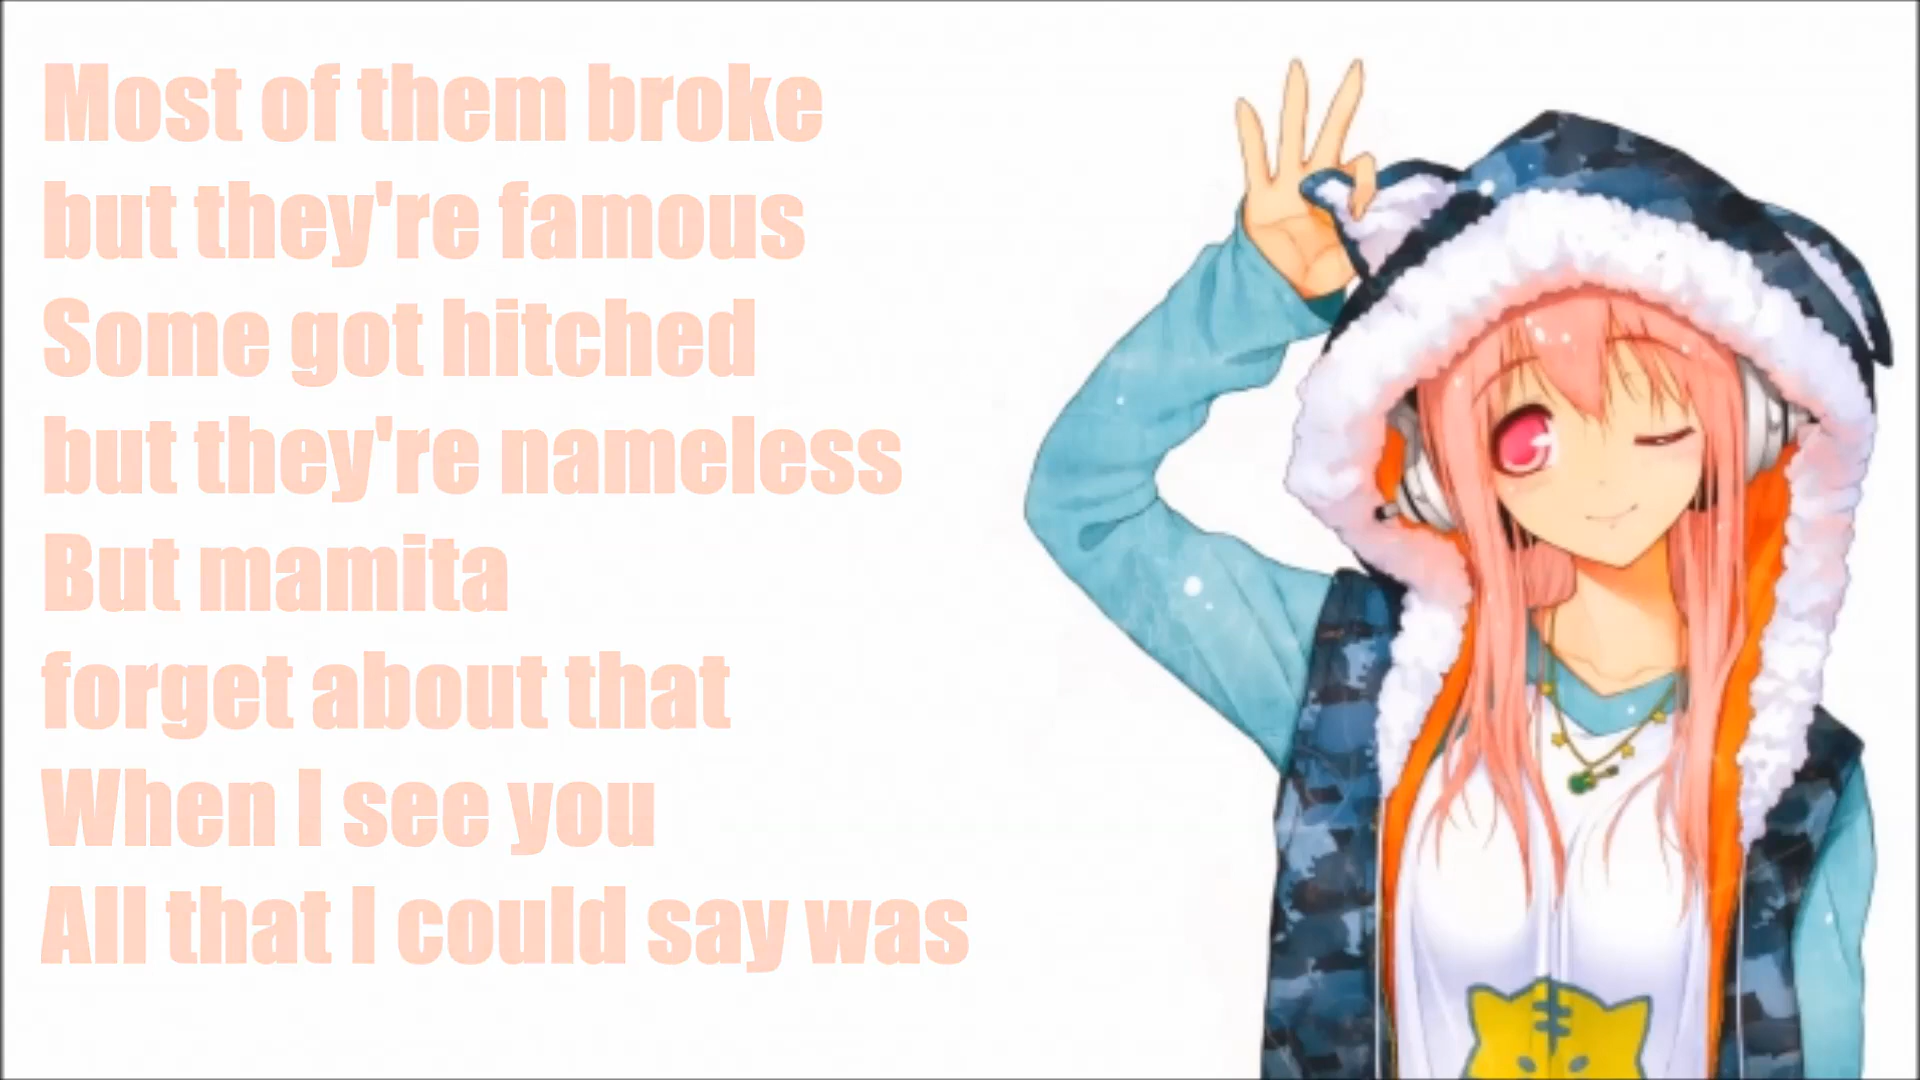 Most of them broke
but they're famous
Some got hitched
but they're nameless
But mamita
forget about that
When I see you
All that I could say was